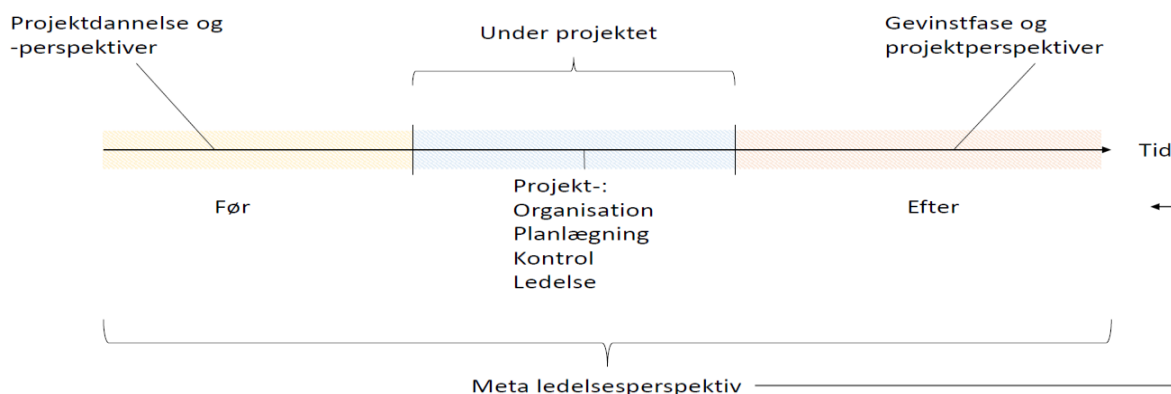 Projektdannelse og
-perspektiver
Under projektet
Gevinstfase og
projektperspektiver
Tid
Før
Projekt-:
Organisation
Planlægning
Kontrol
Ledelse
Efter
Meta ledelsesperspektiv